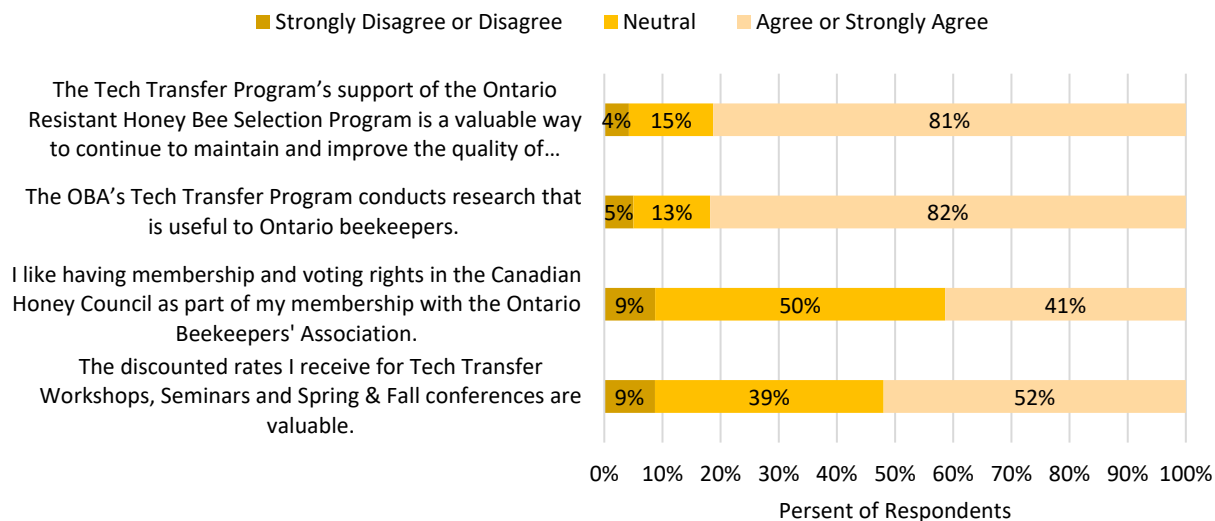 Strongly Disagree or Disagree Neutral Agree or Strongly Agree
The Tech Transfer Program’s support of the Ontario
Resistant Honey Bee Selection Program is a valuable way
to continue to maintain and improve the quality of…
4% 15% 81%
The OBA’s Tech Transfer Program conducts research that
is useful to Ontario beekeepers.
5% 13% 82%
I like having membership and voting rights in the Canadian
Honey Council as part of my membership with the Ontario
Beekeepers' Association.
9% 50% 41%
The discounted rates I receive for Tech Transfer
Workshops, Seminars and Spring & Fall conferences are
valuable.
9% 39% 52%
0% 10% 20% 30% 40% 50% 60% 70% 80% 90% 100%
Persent of Respondents